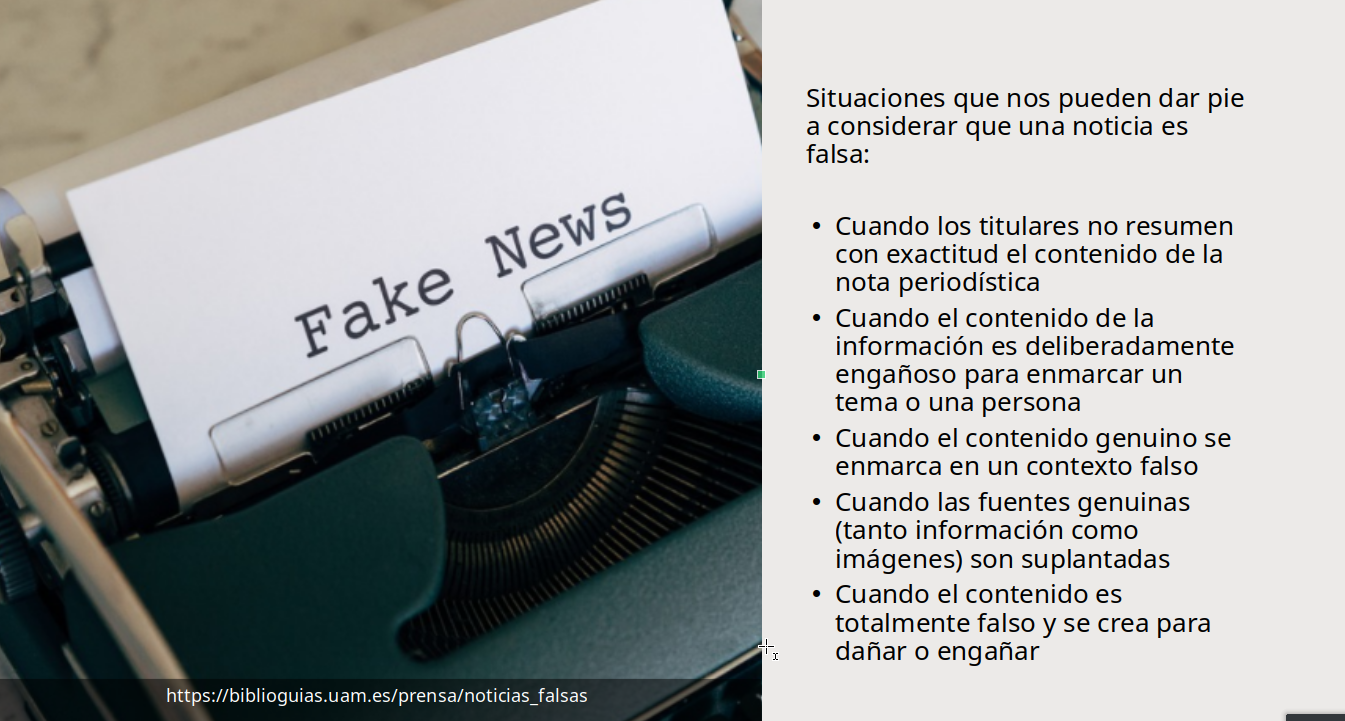 Fake News
https://biblioguias.uam.es/prensa/noticias_falsas
Situaciones que nos pueden dar pie
a considerar que una noticia es
falsa:
• Cuando los titulares no resumen
con exactitud el contenido de la
nota periodística
• Cuando el contenido de la
información es deliberadamente
engañoso para enmarcar un
tema o una persona
• Cuando el contenido genuino se
enmarca en un contexto falso
• Cuando las fuentes genuinas
(tanto información como
imágenes) son suplantadas
• Cuando el contenido es
totalmente falso y se crea para
dañar o engañar